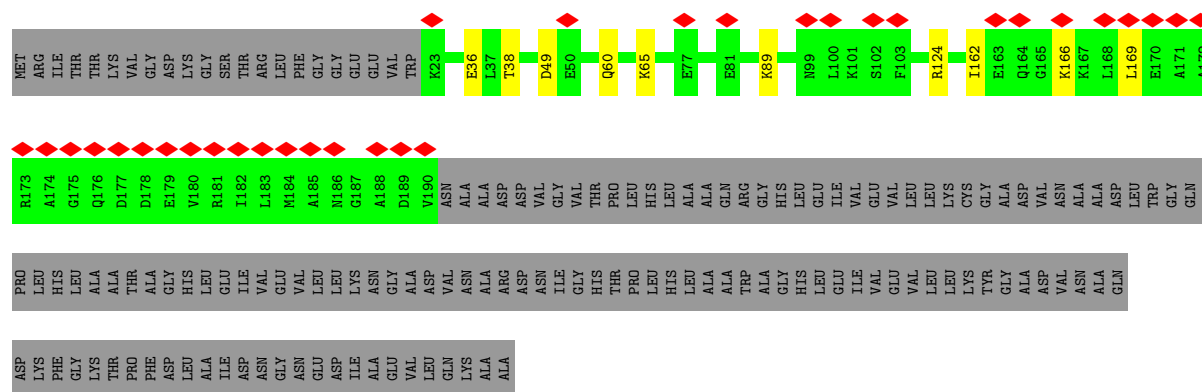 MET ARG ILE THR THR LYS VAL GLY ASP LYS GLY SER THR ARG LEU PHE GLY GLY GLU GLU VAL TRP K23 E36 L37 T38 D49 E50 Q60 K65 E77 E81 K89 N99 L100 K101 S102 F103 R124 I162 E163 Q164 G165 K166 K167 L168 L169 E170 A171
R173 A174 G175 Q176 D177 D178 E179 V180 R181 I182 L183 M184 A185 N186 G187 A188 D189 V190 ASN ALA ALA ASP ASP VAL GLY VAL THR PRO LEU HIS LEU ALA ALA GLN ARG GLY HIS LEU GLU ILE VAL GLU VAL LEU LEU LYS CYS GLY ALA ASP VAL ASN ALA ALA ASP LEU TRP GLY GLN
PRO LEU HIS LEU ALA ALA THR ALA GLY HIS LEU GLU ILE VAL GLU VAL LEU LEU LYS ASN GLY ALA ASP VAL ASN ALA ARG ASP ASN ILE GLY HIS THR PRO LEU HIS LEU ALA ALA TRP ALA GLY HIS LEU GLU ILE VAL GLU VAL LEU LEU LYS TYR GLY ALA ASP VAL ASN ALA GLN
ASP LYS PHE GLY LYS THR PRO PHE ASP LEU ALA ILE ASP ASN GLY ASN GLU ASP ILE ALA GLU VAL LEU GLN LYS ALA ALA